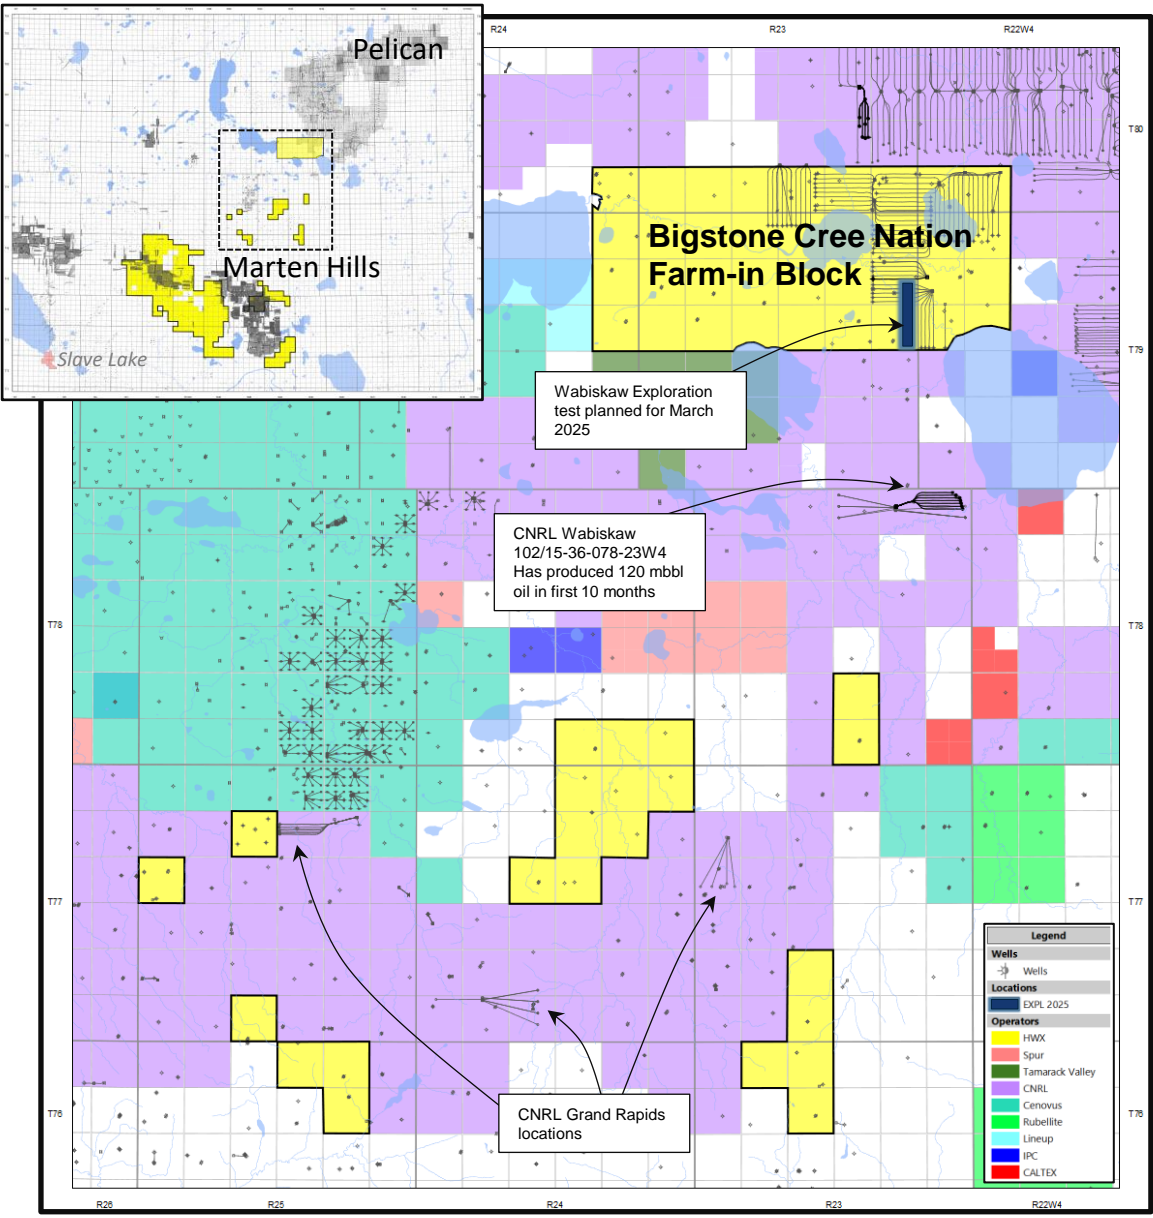 Pelican
Marten Hills
Slave Lake
R24
R23
R22W4
T80
Bigstone Cree Nation
Farm-in Block
T79
Wabiskaw Exploration
test planned for March
2025
CNRL Wabiskaw
102/15-36-078-23W4
Has produced 120 mbbl
oil in first 10 months
T78
T78
T77
T77
CNRL Grand Rapids
locations
T76
T76
Legend
Wells
Wells
Locations
EXPL 2025
Operators
HWX
Spur
Tamarack Valley
CNRL
Cenovus
Rubellite
Lineup
IPC
CALTEX
R26
R25
R24
R23
R22W4